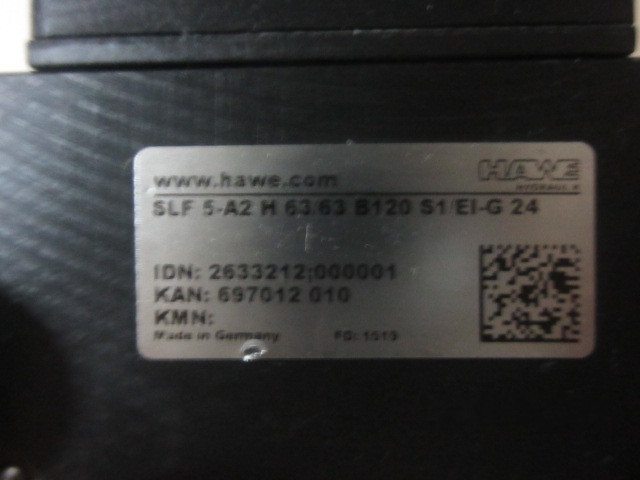 www.hawe.com
HAWE
HYDRAULIK
SLF 5-A2 H 63/63 B120 S1/EI-G 24
IDN: 2633212;000001
KAN: 697012 010
KMN:
Made in Germany FG: 1519